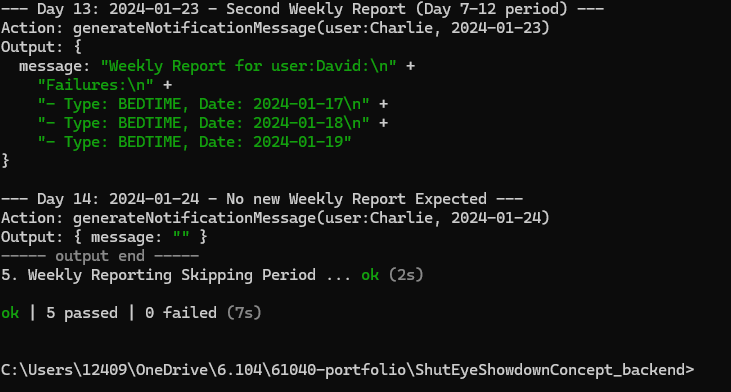 --- Day 13: 2024-01-23 - Second Weekly Report (Day 7-12 period) ---
Action: generateNotificationMessage(user:Charlie, 2024-01-23)
Output: {
  message: "Weekly Report for user:David:\n" +
    "Failures:\n" +
    "- Type: BEDTIME, Date: 2024-01-17\n" +
    "- Type: BEDTIME, Date: 2024-01-18\n" +
    "- Type: BEDTIME, Date: 2024-01-19"
}

--- Day 14: 2024-01-24 - No new Weekly Report Expected ---
Action: generateNotificationMessage(user:Charlie, 2024-01-24)
Output: { message: "" }
----- output end -----
5. Weekly Reporting Skipping Period ... ok (2s)

ok | 5 passed | 0 failed (7s)

C:\Users\12409\OneDrive\6.104\61040-portfolio\ShutEyeShowdownConcept_backend>